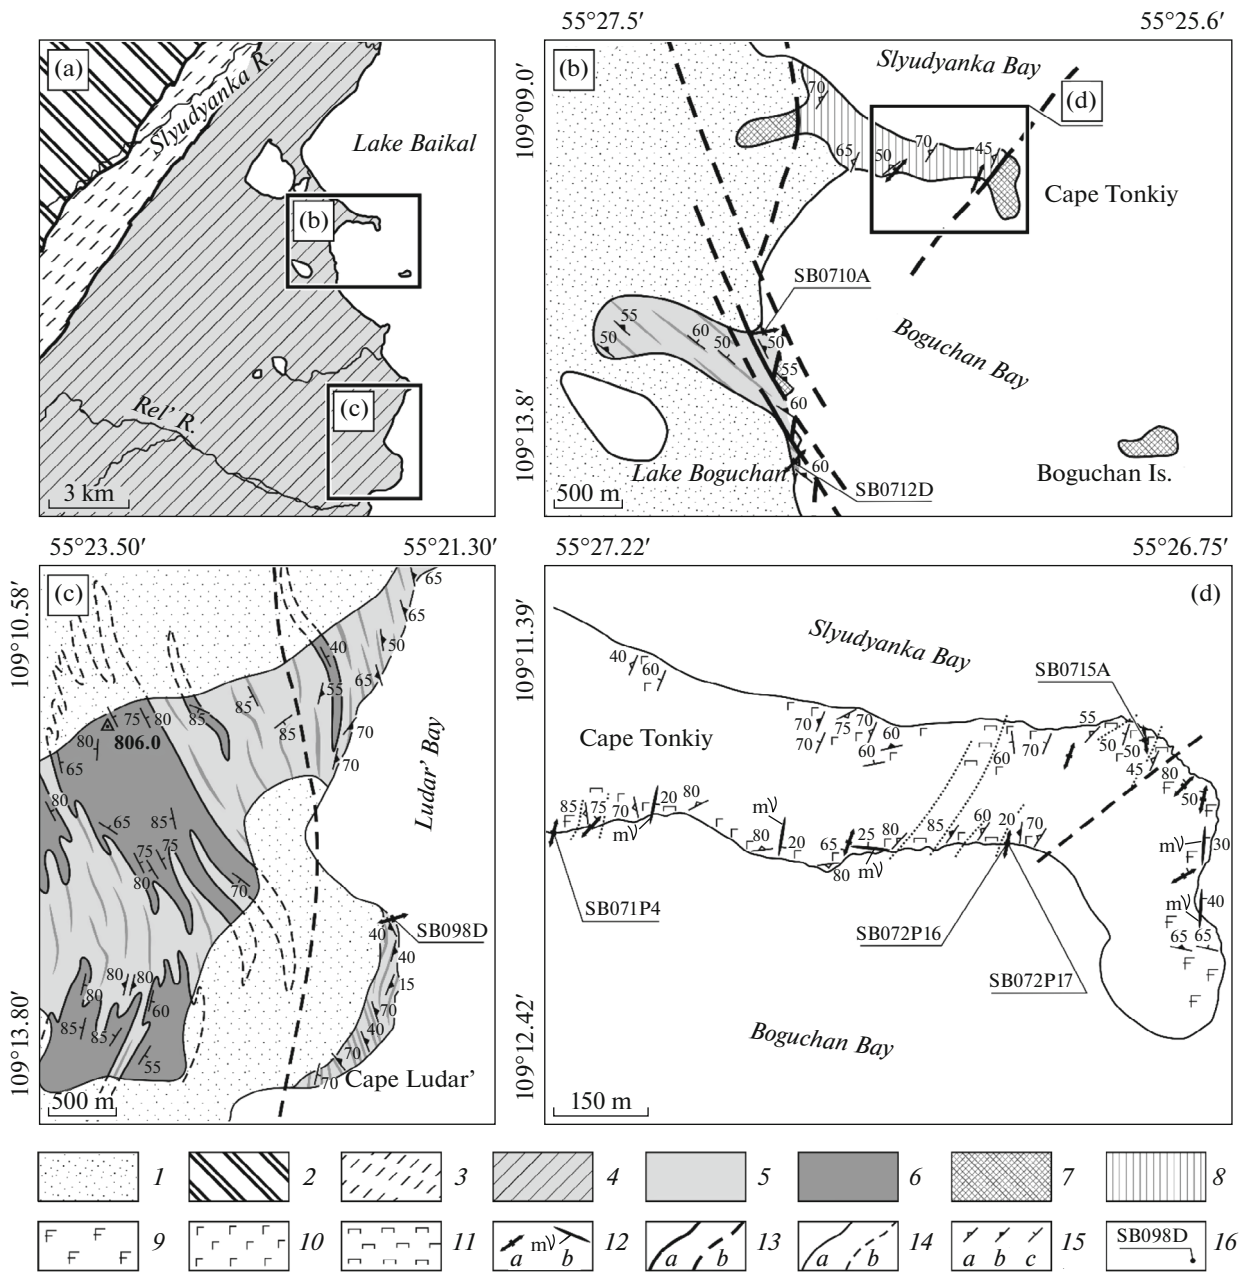 (a)
Slyudyanka R.
Lake Baikal
(b)
(c)
Rel' R.
3 km
55°27.5′ 55°25.6′
109°09.0′
109°13.8′
(b)
Slyudyanka Bay
(d)
70
65
50
70
45
Cape Tonkiy
SB0710A
Boguchan Bay
55
50
60
50
50
55
60
60
Lake Boguchan
SB0712D
Boguchan Is.
500 m
55°23.50′ 55°21.30′
109°10.58′
109°13.80′
(c)
65
65
50
40
65
55
70
70
85
85
85
75 80
806.0
80
65
80
65
85
75
75
80
70
Ludar' Bay
SB098D
40
40
15
70
40
70
70
80
80
80
60
85
85
55
Cape Ludar'
500 m
55°27.22′ 55°26.75′
109°11.39′
109°12.42′
(d)
Slyudyanka Bay
SB0715A
40
60
Cape Tonkiy
70
75
70
70
60
60
70
55
50
50
45
80
50
85
75
70
20
80
mν
mν
80
20
65
25
80
80
mν
85
60
20
70
mν
30
mν
40
65
65
SB071P4
SB072P16
SB072P17
Boguchan Bay
150 m
1 2 3 4 5 6 7 8
9 10 11 a mν b 12 a b 13 a b 14 a b c 15 SB098D 16